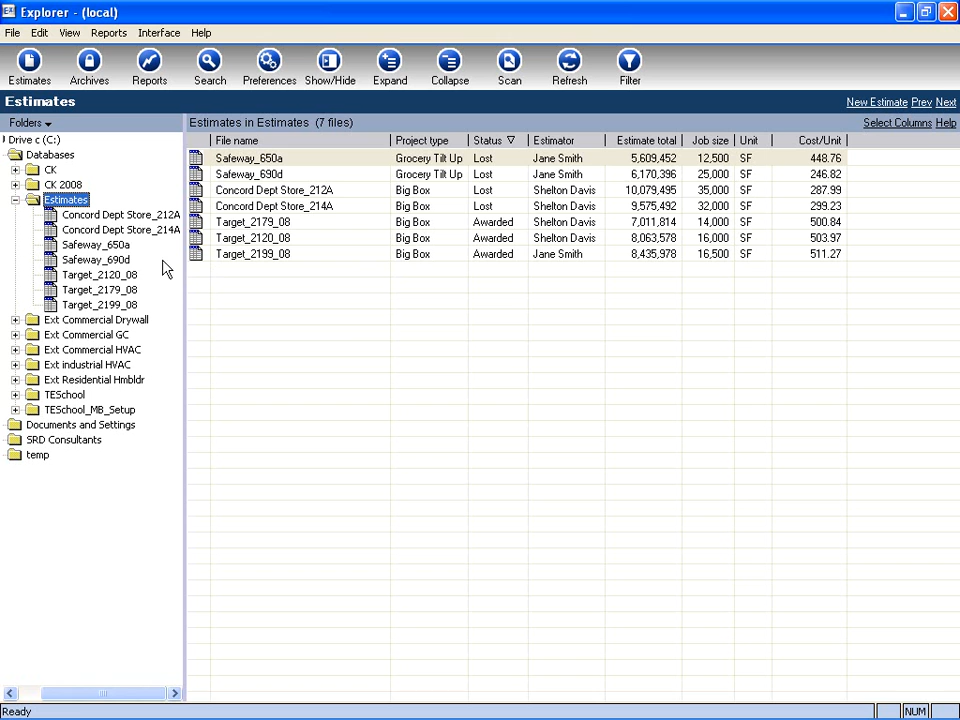 Explorer - (local)
File Edit View Reports Interface Help
Estimates Archives Reports Search Preferences Show/Hide Expand Collapse Scan Refresh Filter
Estimates New Estimate Prev Next
Folders Estimates in Estimates (7 files) Select Columns Help
Drive c (C:)
Databases
CK
CK 2008
Estimates
Concord Dept Store_212A
Concord Dept Store_214A
Safeway_650a
Safeway_690d
Target_2120_08
Target_2179_08
Target_2199_08
Ext Commercial Drywall
Ext Commercial GC
Ext Commercial HVAC
Ext industrial HVAC
Ext Residential Hmbldr
TESchool
TESchool_MB_Setup
Documents and Settings
SRD Consultants
temp
File name Project type Status Estimator Estimate total Job size Unit Cost/Unit
Safeway_650a Grocery Tilt Up Lost Jane Smith 5,609,452 12,500 SF 448.76
Safeway_690d Grocery Tilt Up Lost Jane Smith 6,170,396 25,000 SF 246.82
Concord Dept Store_212A Big Box Lost Shelton Davis 10,079,495 35,000 SF 287.99
Concord Dept Store_214A Big Box Lost Shelton Davis 9,575,492 32,000 SF 299.23
Target_2179_08 Big Box Awarded Shelton Davis 7,011,814 14,000 SF 500.84
Target_2120_08 Big Box Awarded Shelton Davis 8,063,578 16,000 SF 503.97
Target_2199_08 Big Box Awarded Jane Smith 8,435,978 16,500 SF 511.27
Ready NUM